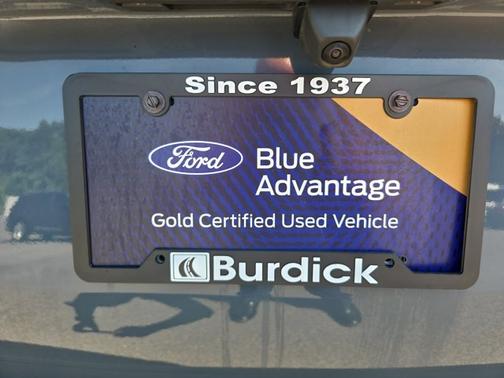 Since 1937
Ford
Blue
Advantage
Gold Certified Used Vehicle
Burdick